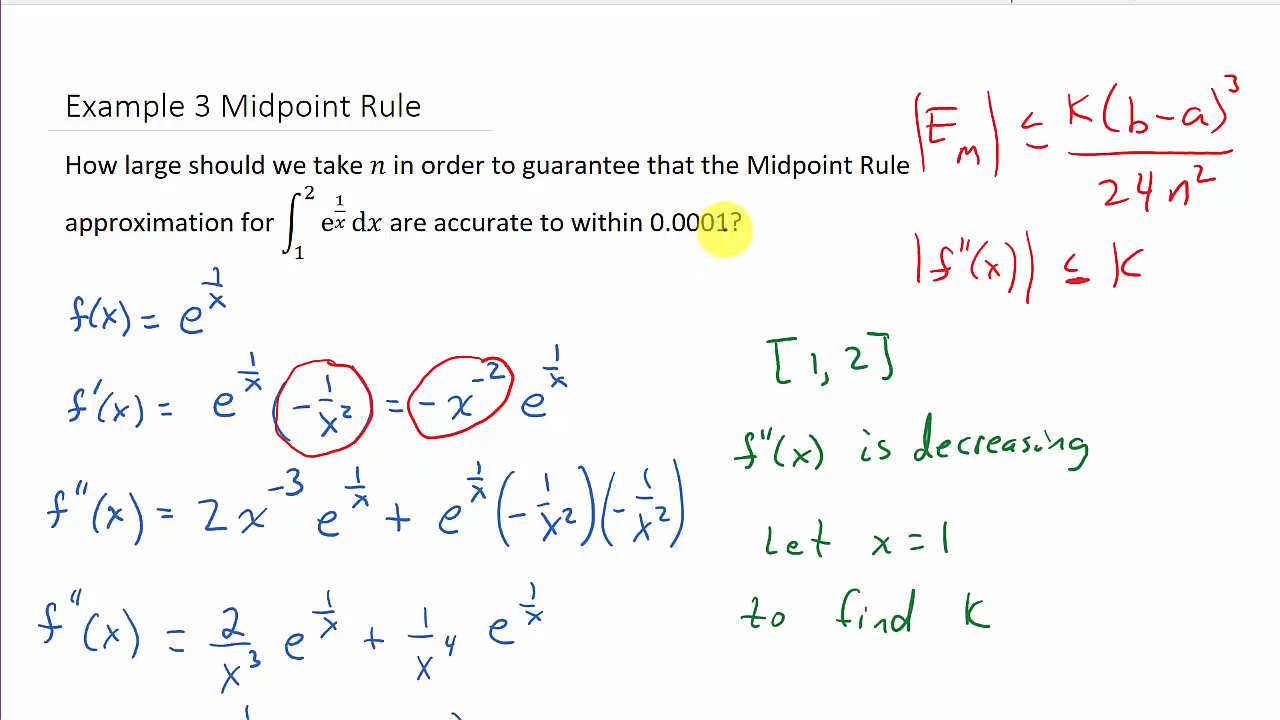 Example 3 Midpoint Rule
How large should we take n in order to guarantee that the Midpoint Rule
approximation for ∫₁² e^(1/x) dx are accurate to within 0.0001?
|E_M| ≤ K(b-a)³ / 24n²
|f''(x)| ≤ K
f(x) = e^(1/x)
f'(x) = e^(1/x) (-1/x²) = -x⁻² e^(1/x)
f''(x) = 2x⁻³ e^(1/x) + e^(1/x) (-1/x²)(-1/x²)
f''(x) = 2/x³ e^(1/x) + 1/x⁴ e^(1/x)
[1, 2]
f''(x) is decreasing
Let x = 1
to find K